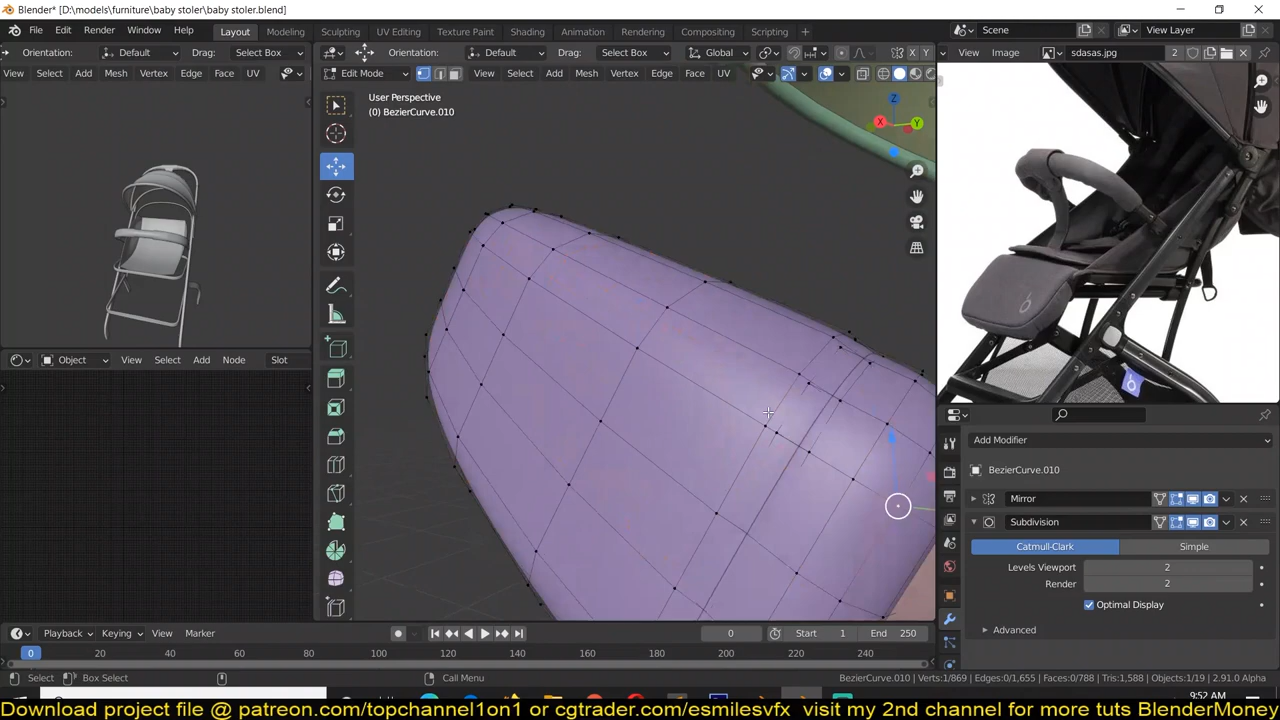 Blender* [D:\models\furniture\baby stoler\baby stoler.blend]
File Edit Render Window Help Layout Modeling Sculpting UV Editing Texture Paint Shading Animation Rendering Compositing Scripting + Scene View Layer
Orientation: Default Drag: Select Box Orientation: Default Drag: Select Box Global X Y View Image sdasas.jpg 2
View Select Add Mesh Vertex Edge Face UV Edit Mode View Select Add Mesh Vertex Edge Face UV
User Perspective
(0) BezierCurve.010
Z
X Y
Object View Select Add Node Slot
Add Modifier
BezierCurve.010
Mirror
Subdivision
Catmull-Clark Simple
Levels Viewport 2
Render 2
Optimal Display
Advanced
Playback Keying View Marker 0 Start 1 End 250
0 20 40 60 80 100 120 140 160 180 200 220 240
Select Box Select Call Menu BezierCurve.010 | Verts:1/869 | Edges:0/1,655 | Faces:0/788 | Tris:1,588 | Objects:1/19 | 2.91.0 Alpha
9:52 AM
Download project file @ patreon.com/topchannel1on1 or cgtrader.com/esmilesvfx visit my 2nd channel for more tuts BlenderMoney